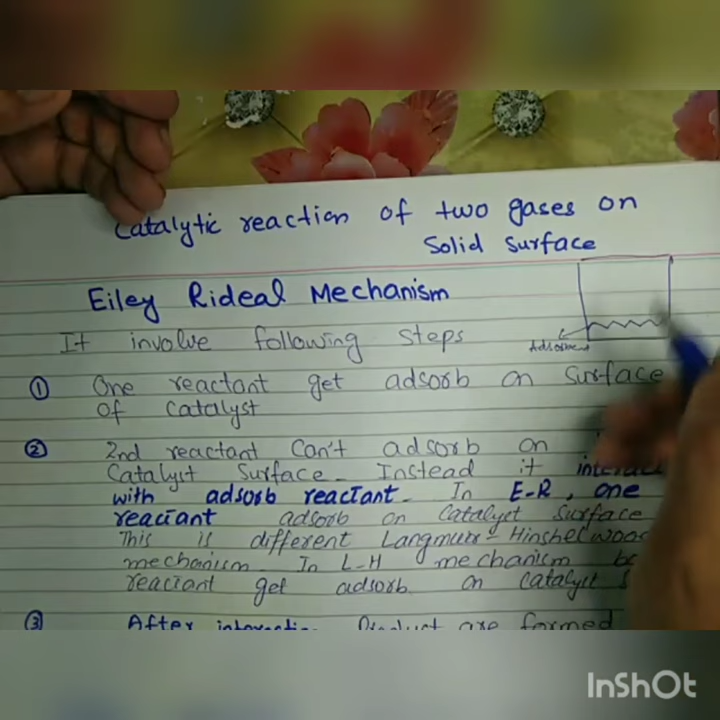 Catalytic reaction of two gases on
Solid Surface
Eiley Rideal Mechanism
It involve following Steps
① One reactant get adsorb on Surface
of Catalyst
② 2nd reactant Can't adsorb on
Catalyst Surface. Instead it
with adsorb reactant. In E-R, one
reactant adsorb on Catalyst Surface
This is different Langmuir-Hinshelwood
mechanism. In L-H mechanism
reactant get adsorb on Catalyst
③ After Product are formed
InShOt